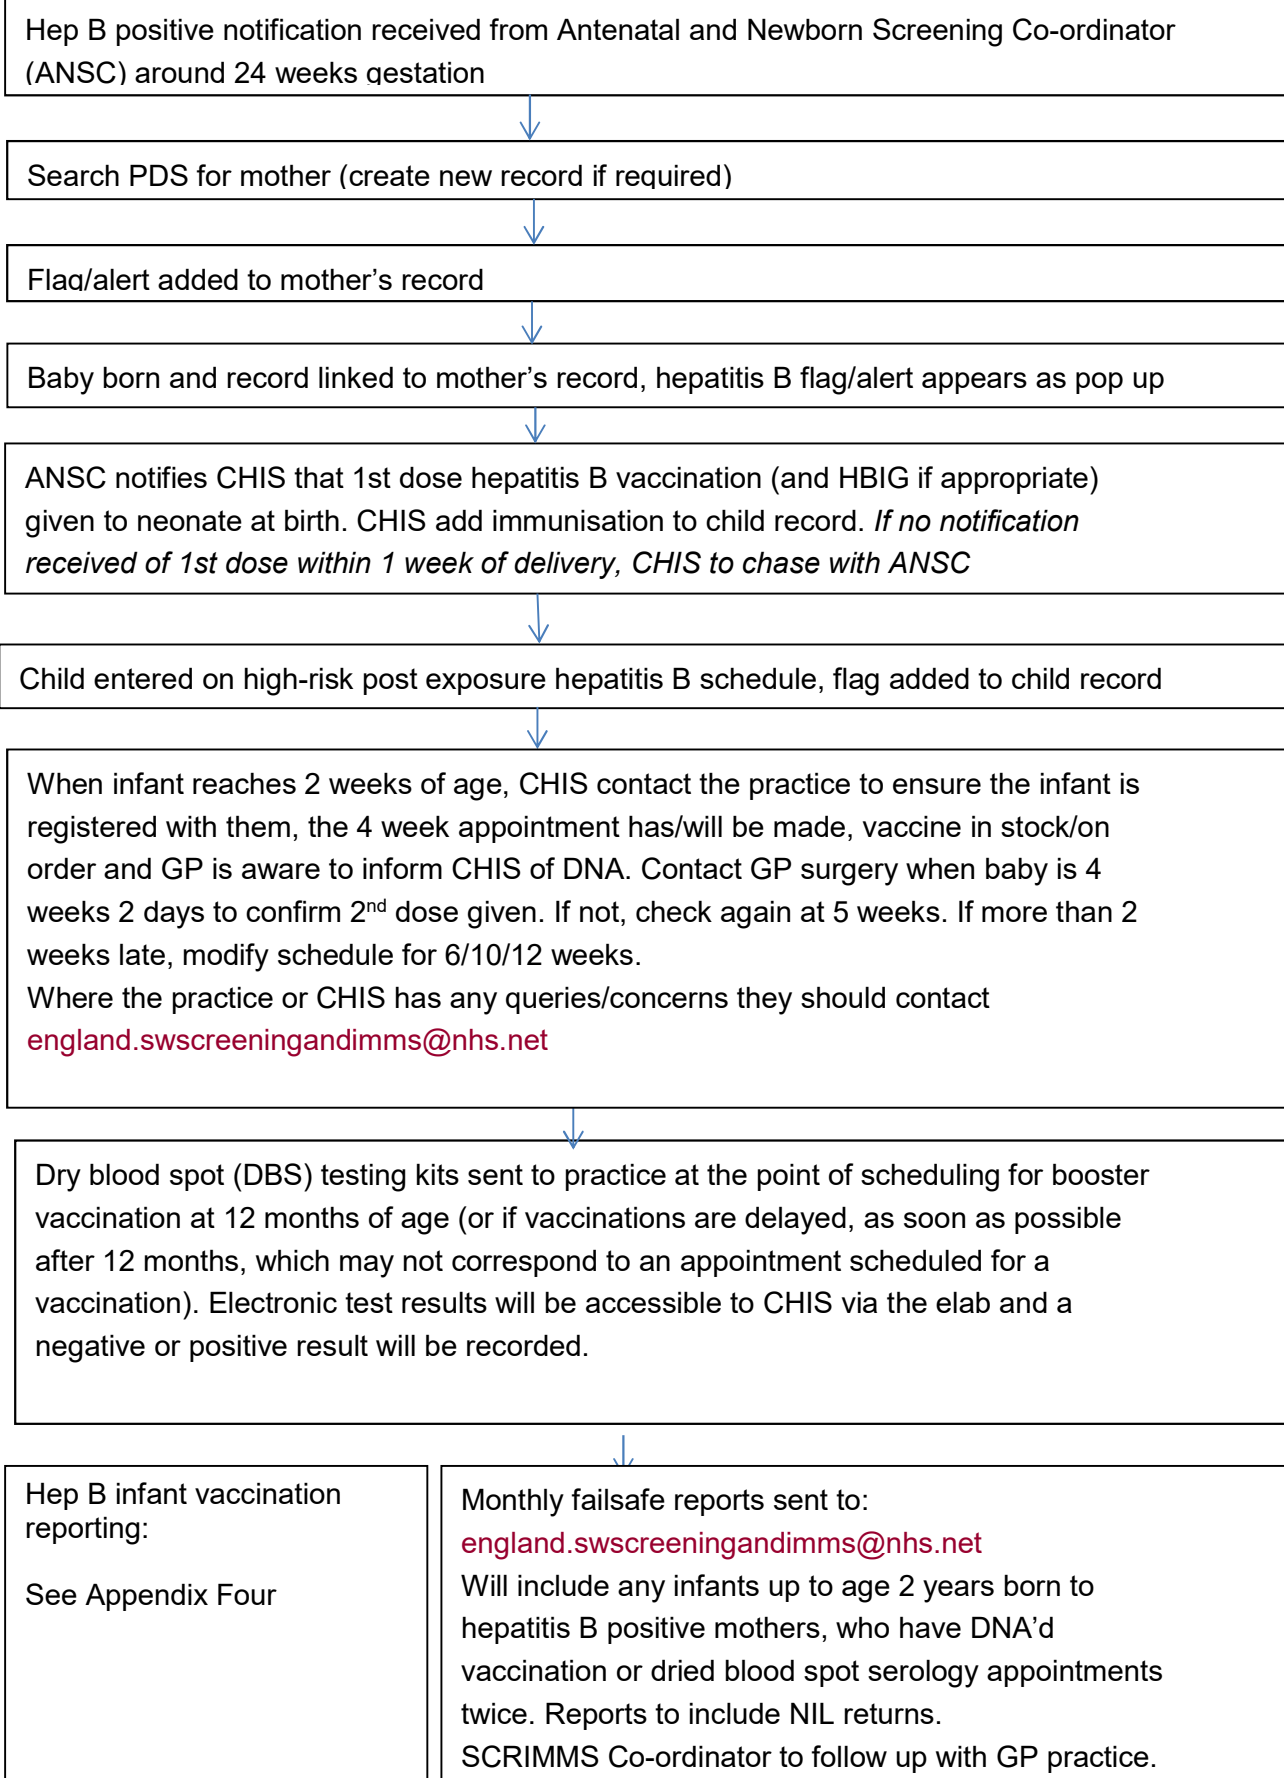 Hep B positive notification received from Antenatal and Newborn Screening Co-ordinator
(ANSC) around 24 weeks gestation
Search PDS for mother (create new record if required)
Flag/alert added to mother’s record
Baby born and record linked to mother’s record, hepatitis B flag/alert appears as pop up
ANSC notifies CHIS that 1st dose hepatitis B vaccination (and HBIG if appropriate)
given to neonate at birth. CHIS add immunisation to child record. If no notification
received of 1st dose within 1 week of delivery, CHIS to chase with ANSC
Child entered on high-risk post exposure hepatitis B schedule, flag added to child record
When infant reaches 2 weeks of age, CHIS contact the practice to ensure the infant is
registered with them, the 4 week appointment has/will be made, vaccine in stock/on
order and GP is aware to inform CHIS of DNA. Contact GP surgery when baby is 4
weeks 2 days to confirm 2nd dose given. If not, check again at 5 weeks. If more than 2
weeks late, modify schedule for 6/10/12 weeks.
Where the practice or CHIS has any queries/concerns they should contact
england.swscreeningandimms@nhs.net
Dry blood spot (DBS) testing kits sent to practice at the point of scheduling for booster
vaccination at 12 months of age (or if vaccinations are delayed, as soon as possible
after 12 months, which may not correspond to an appointment scheduled for a
vaccination). Electronic test results will be accessible to CHIS via the elab and a
negative or positive result will be recorded.
Hep B infant vaccination
reporting:
See Appendix Four
Monthly failsafe reports sent to:
england.swscreeningandimms@nhs.net
Will include any infants up to age 2 years born to
hepatitis B positive mothers, who have DNA’d
vaccination or dried blood spot serology appointments
twice. Reports to include NIL returns.
SCRIMMS Co-ordinator to follow up with GP practice.